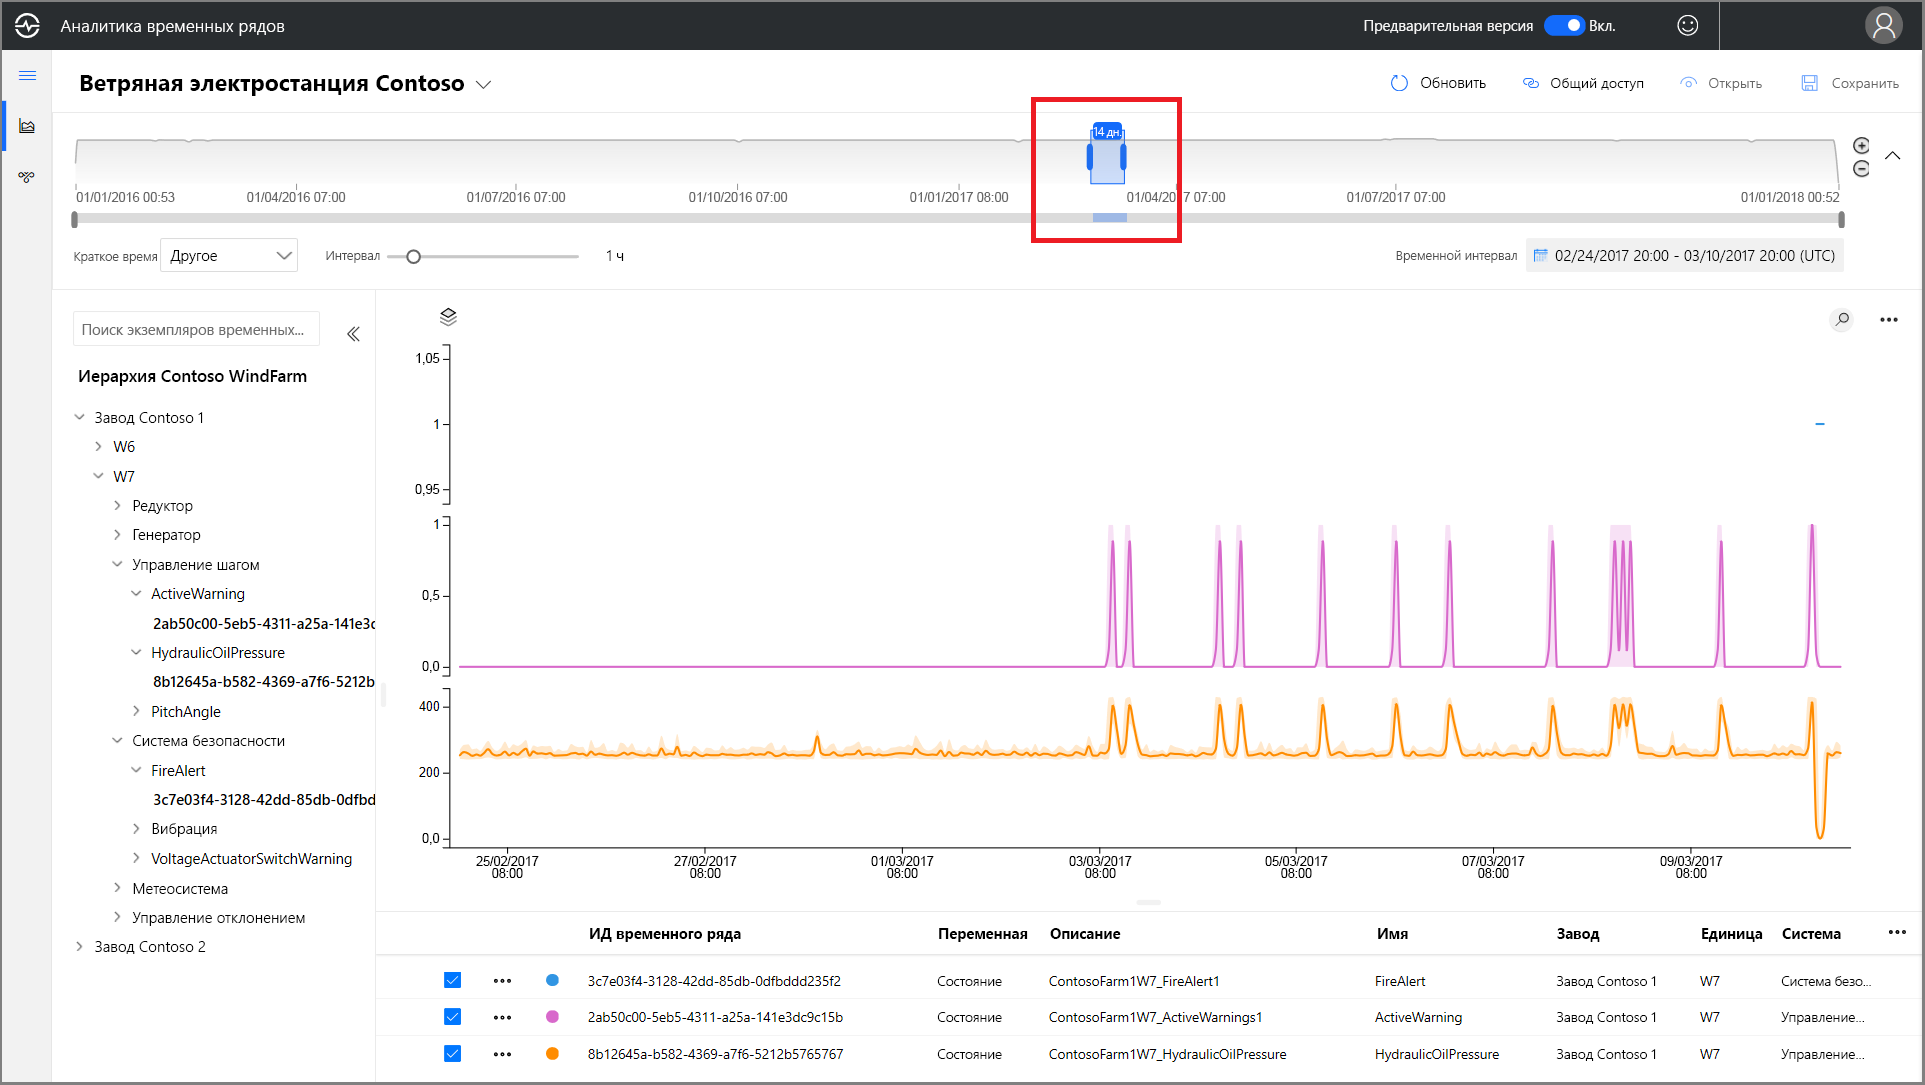 Аналитика временных рядов
Предварительная версия Вкл.
Ветряная электростанция Contoso
Обновить Общий доступ Открыть Сохранить
14 дн.
01/01/2016 00:53 01/04/2016 07:00 01/07/2016 07:00 01/10/2016 07:00 01/01/2017 08:00 01/04/2017 07:00 01/07/2017 07:00 01/01/2018 00:52
Краткое время Другое Интервал 1 ч Временной интервал 02/24/2017 20:00 - 03/10/2017 20:00 (UTC)
Поиск экземпляров временных...
Иерархия Contoso WindFarm
Завод Contoso 1
W6
W7
Редуктор
Генератор
Управление шагом
ActiveWarning
2ab50c00-5eb5-4311-a25a-141e3c
HydraulicOilPressure
8b12645a-b582-4369-a7f6-5212b
PitchAngle
Система безопасности
FireAlert
3c7e03f4-3128-42dd-85db-0dfbd
Вибрация
VoltageActuatorSwitchWarning
Метеосистема
Управление отклонением
Завод Contoso 2
1,05
1
0,95
1
0,5
0,0
400
200
0,0
25/02/2017 27/02/2017 01/03/2017 03/03/2017 05/03/2017 07/03/2017 09/03/2017
08:00 08:00 08:00 08:00 08:00 08:00 08:00
ИД временного ряда Переменная Описание Имя Завод Единица Система
3c7e03f4-3128-42dd-85db-0dfbddd235f2 Состояние ContosoFarm1W7_FireAlert1 FireAlert Завод Contoso 1 W7 Система безо...
2ab50c00-5eb5-4311-a25a-141e3dc9c15b Состояние ContosoFarm1W7_ActiveWarnings1 ActiveWarning Завод Contoso 1 W7 Управление...
8b12645a-b582-4369-a7f6-5212b5765767 Состояние ContosoFarm1W7_HydraulicOilPressure HydraulicOilPressure Завод Contoso 1 W7 Управление...